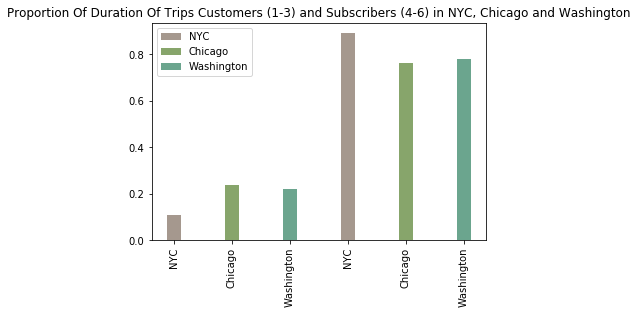 Proportion Of Duration Of Trips Customers (1-3) and Subscribers (4-6) in NYC, Chicago and Washington
NYC
Chicago
Washington
0.8
0.6
0.4
0.2
0.0
NYC
Chicago
Washington
NYC
Chicago
Washington